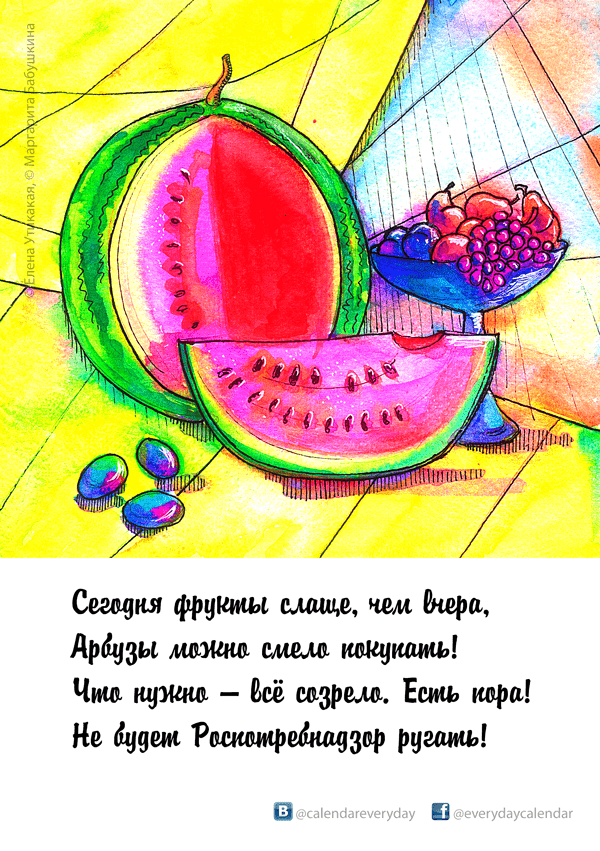 © Елена Утикакая, © Маргарита Бабушкина
Сегодня фрукты слаще, чем вчера,
Арбузы можно смело покупать!
Что нужно – всё созрело. Есть пора!
Не будет Роспотребнадзор ругать!
@calendareveryday
@everydaycalendar